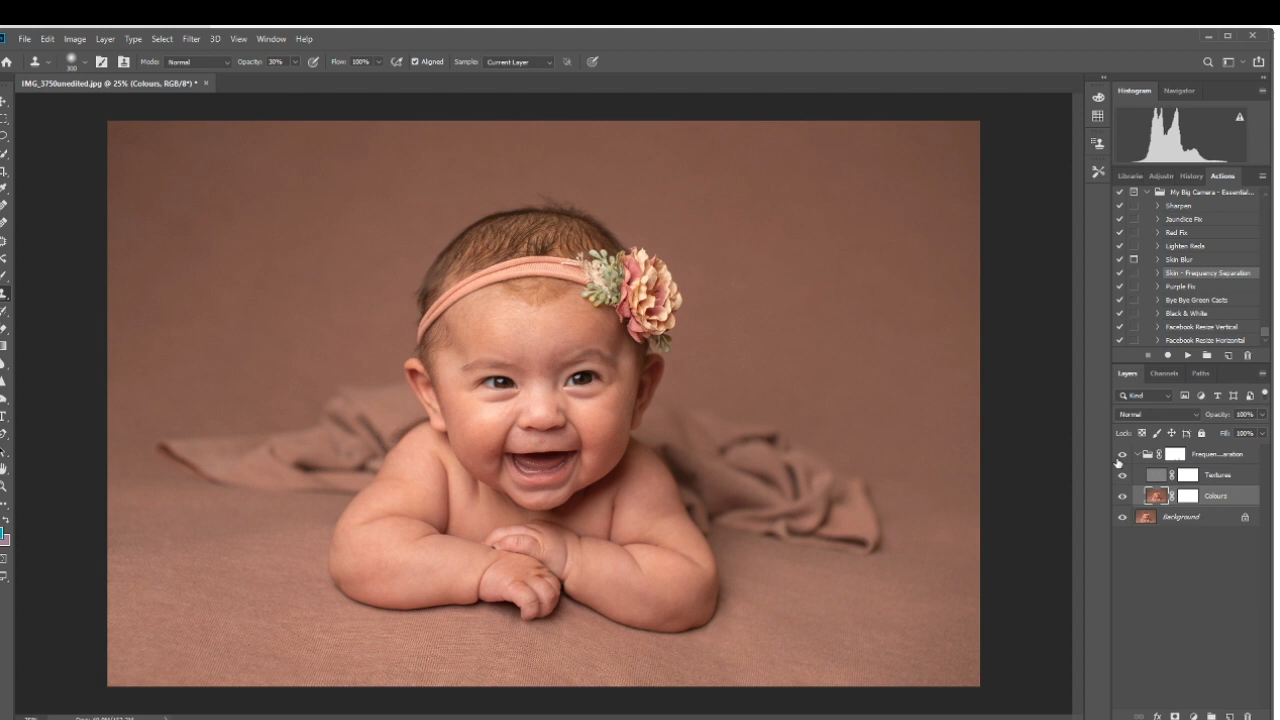 File Edit Image Layer Type Select Filter 3D View Window Help
300 Mode: Normal Opacity: 30% Flow: 100% Aligned Sample: Current Layer
IMG_3750unedited.jpg @ 25% (Colours, RGB/8*) * ×
Histogram Navigator
Librarie Adjustm History Actions
My Big Camera - Essential...
Sharpen
Jaundice Fix
Red Fix
Lighten Reds
Skin Blur
Skin - Frequency Separation
Purple Fix
Bye Bye Green Casts
Black & White
Facebook Resize Vertical
Facebook Resize Horizontal
Layers Channels Paths
Kind
Normal Opacity: 100%
Lock: Fill: 100%
Frequen...aration
Textures
Colours
Background
fx